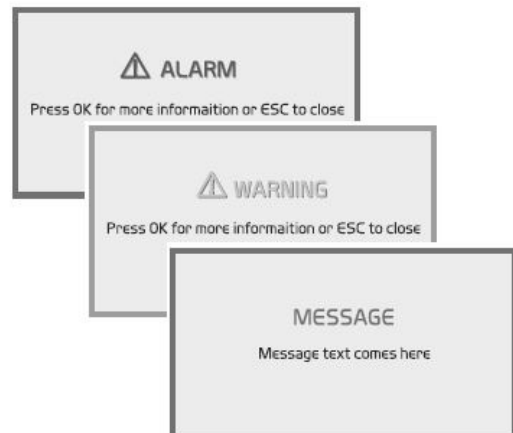 ALARM
Press OK for more informaition or ESC to close
WARNING
Press OK for more informaition or ESC to close
MESSAGE
Message text comes here